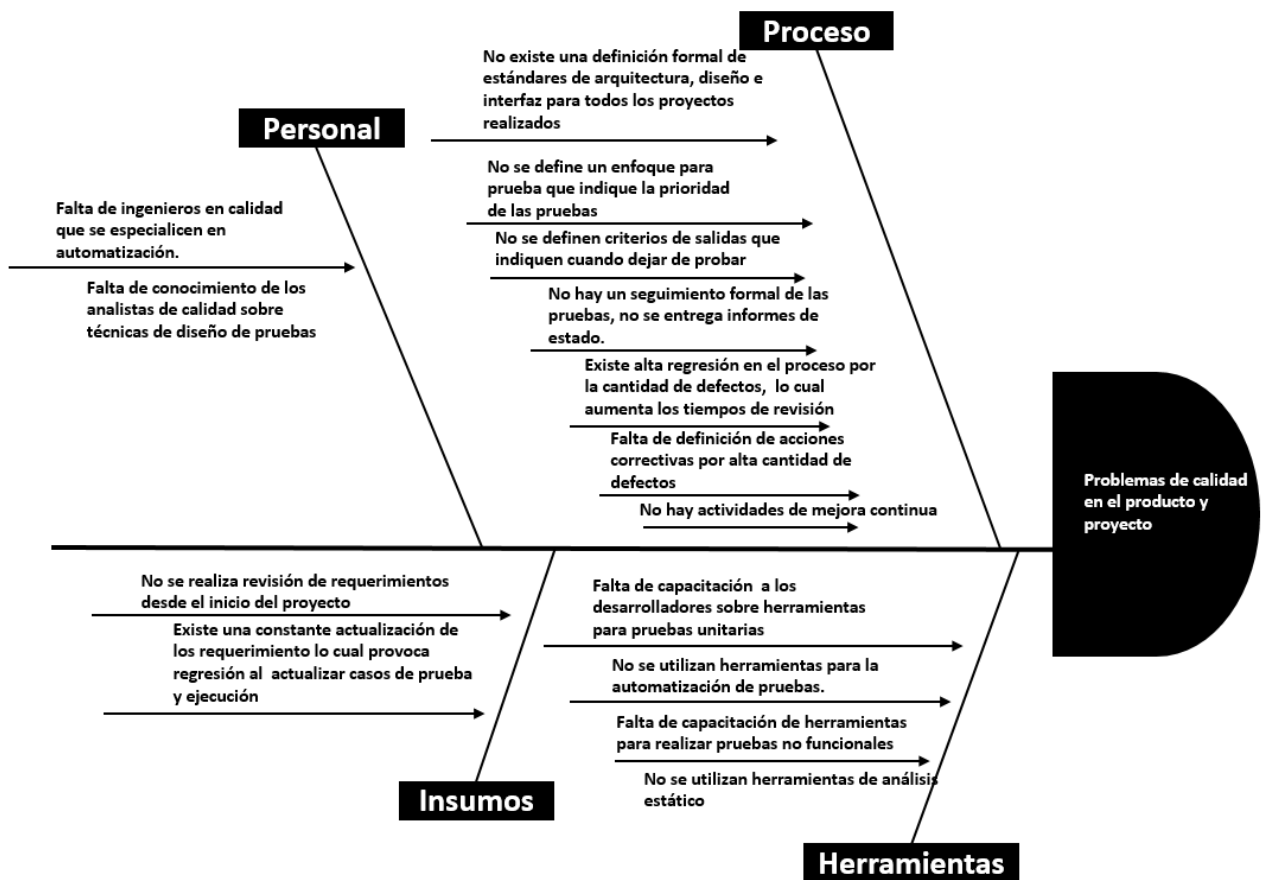 Proceso
No existe una definición formal de
estándares de arquitectura, diseño e
interfaz para todos los proyectos
realizados
No se define un enfoque para
prueba que indique la prioridad
de las pruebas
No se definen criterios de salidas que
indiquen cuando dejar de probar
No hay un seguimiento formal de las
pruebas, no se entrega informes de
estado.
Existe alta regresión en el proceso por
la cantidad de defectos, lo cual
aumenta los tiempos de revisión
Falta de definición de acciones
correctivas por alta cantidad de
defectos
No hay actividades de mejora continua
Personal
Falta de ingenieros en calidad
que se especialicen en
automatización.
Falta de conocimiento de los
analistas de calidad sobre
técnicas de diseño de pruebas
Problemas de calidad
en el producto y
proyecto
No se realiza revisión de requerimientos
desde el inicio del proyecto
Existe una constante actualización de
los requerimiento lo cual provoca
regresión al actualizar casos de prueba
y ejecución
Insumos
Falta de capacitación a los
desarrolladores sobre herramientas
para pruebas unitarias
No se utilizan herramientas para la
automatización de pruebas.
Falta de capacitación de herramientas
para realizar pruebas no funcionales
No se utilizan herramientas de análisis
estático
Herramientas